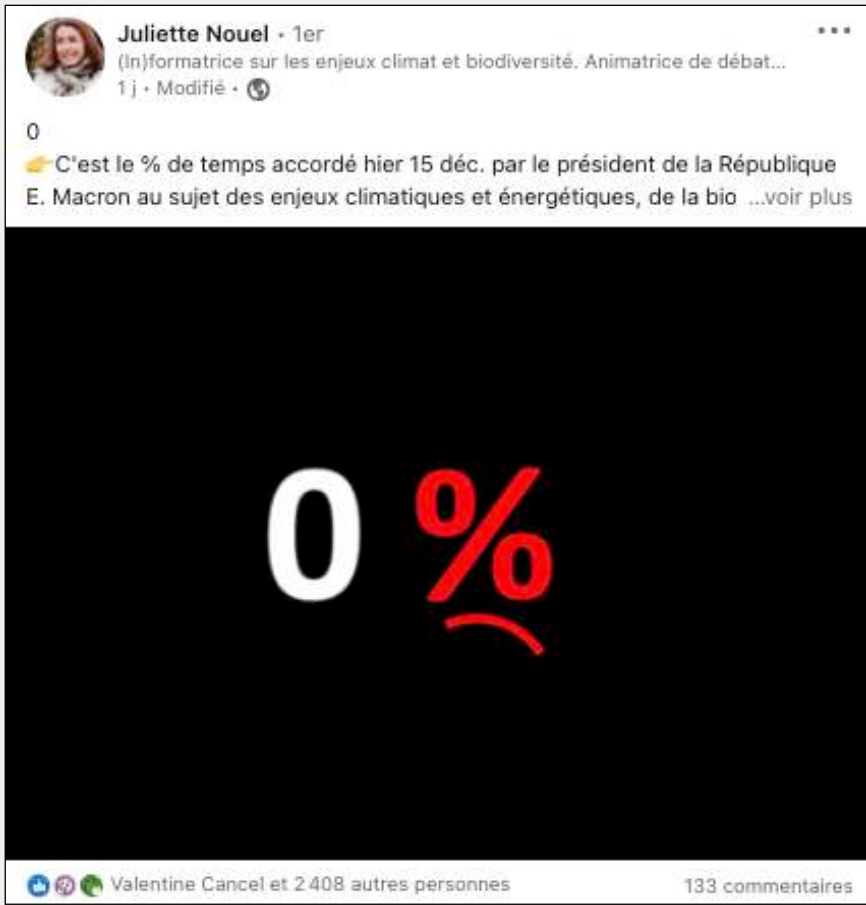 Juliette Nouel • 1er
(In)formatrice sur les enjeux climat et biodiversité. Animatrice de débat...
1 j • Modifié •
0
👉C'est le % de temps accordé hier 15 déc. par le président de la République
E. Macron au sujet des enjeux climatiques et énergétiques, de la bio ...voir plus
0 %
Valentine Cancel et 2 408 autres personnes
133 commentaires